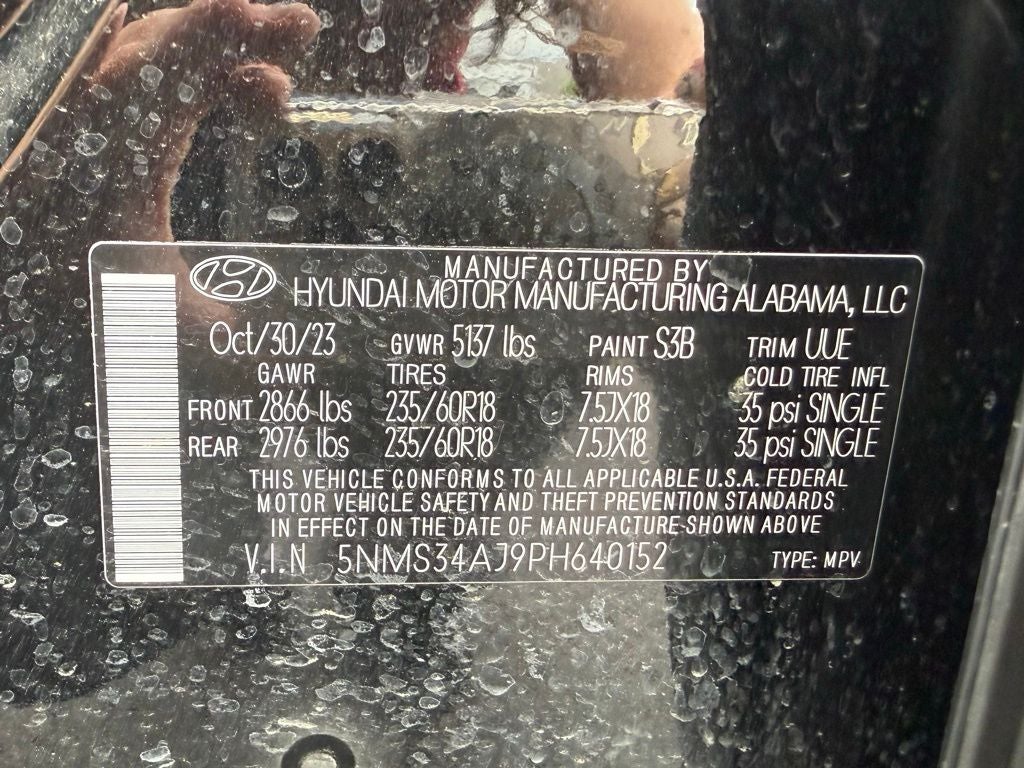 MANUFACTURED BY
HYUNDAI MOTOR MANUFACTURING ALABAMA, LLC
Oct/30/23 GVWR 5137 lbs PAINT S3B TRIM UUE
GAWR TIRES RIMS COLD TIRE INFL
FRONT 2866 lbs 235/60R18 7.5JX18 35 psi SINGLE
REAR 2976 lbs 235/60R18 7.5JX18 35 psi SINGLE
THIS VEHICLE CONFORMS TO ALL APPLICABLE U.S.A. FEDERAL
MOTOR VEHICLE SAFETY AND THEFT PREVENTION STANDARDS
IN EFFECT ON THE DATE OF MANUFACTURE SHOWN ABOVE
V.I.N 5NMS34AJ9PH640152 TYPE: MPV